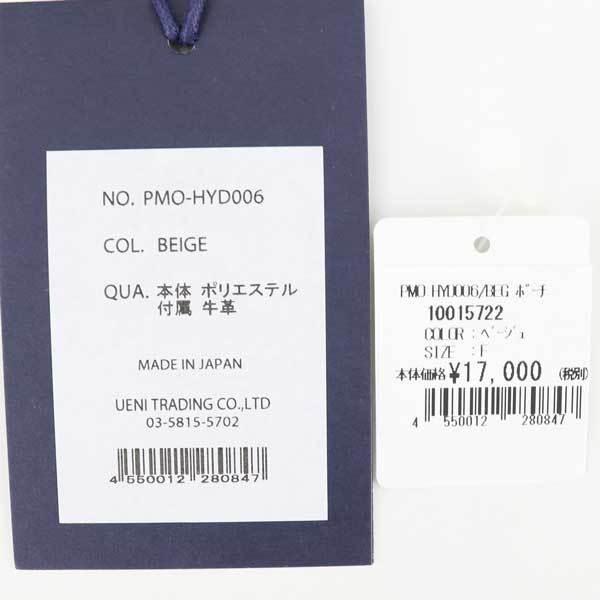 NO. PMO-HYD006
COL. BEIGE
QUA. 本体 ポリエステル
付属 牛革
MADE IN JAPAN
UENI TRADING CO.,LTD
03-5815-5702
4 550012 280847
PMO HYD006/BEG ﾎﾟｰﾁ
10015722
COLOR :ﾍﾞｰｼﾞｭ
SIZE :F
本体価格 ¥17,000 (税別)
4 550012 280847